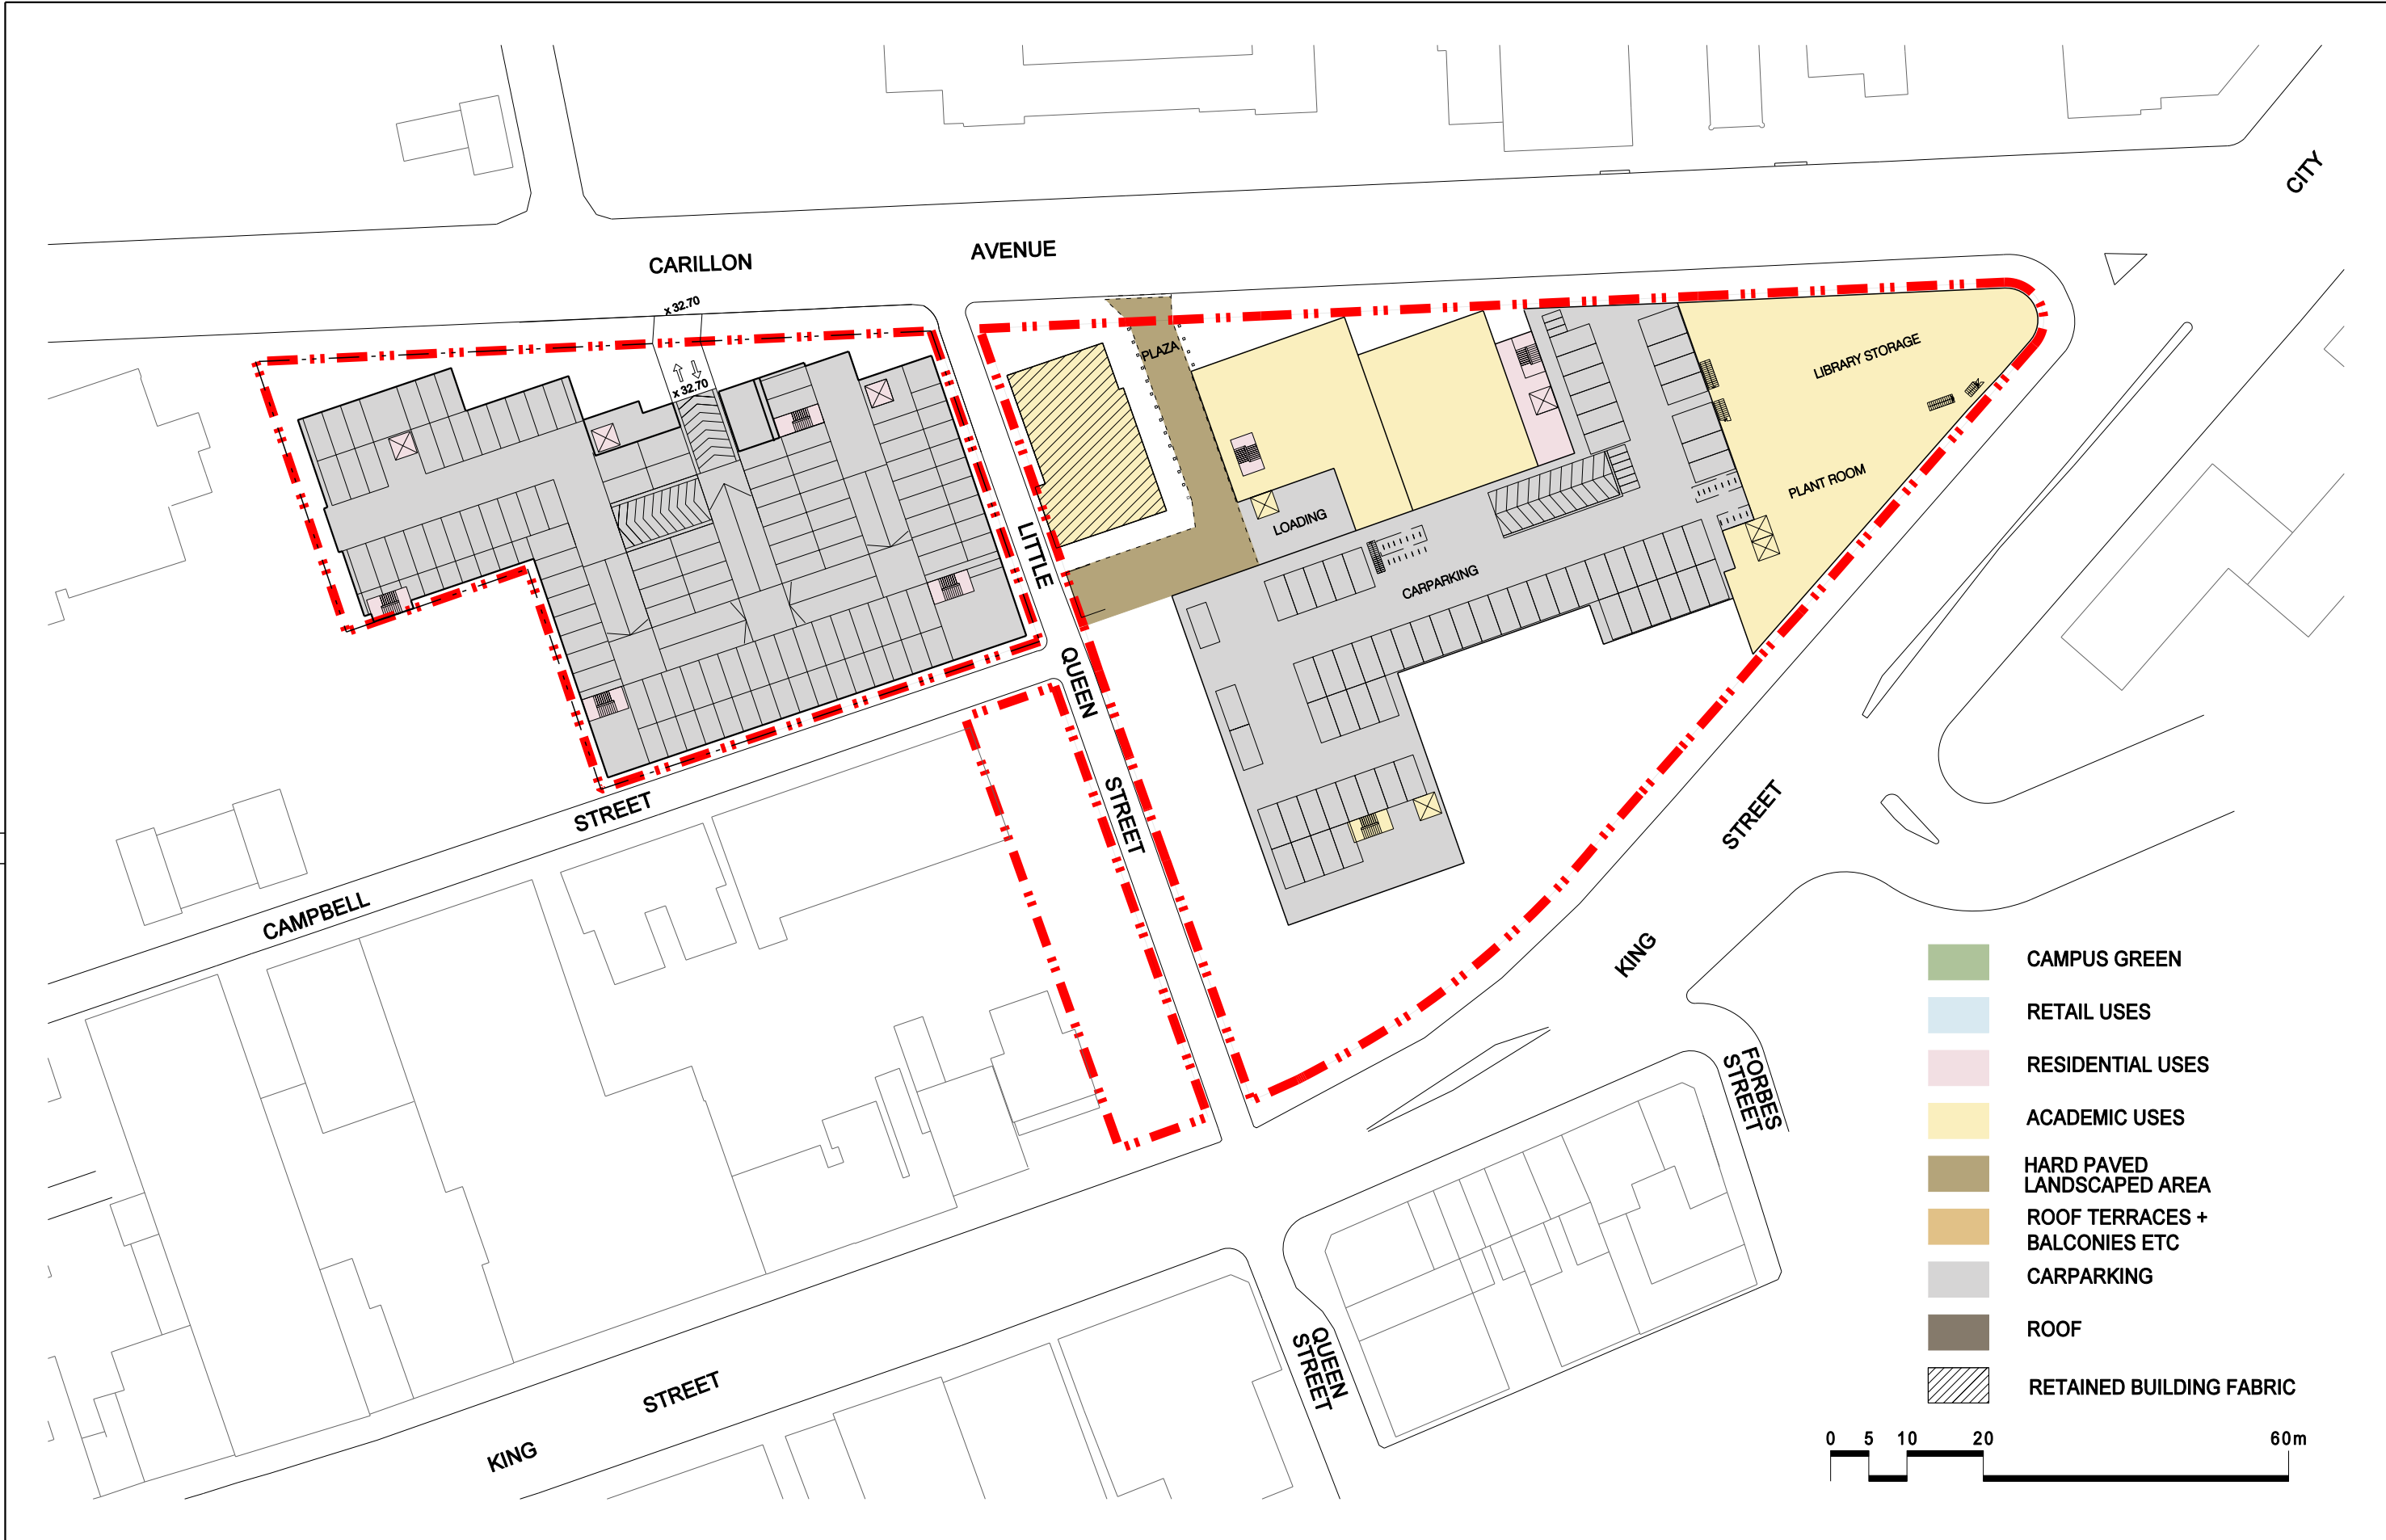 CITY
CARILLON
AVENUE
x 32.70
x 32.70
PLAZA
LIBRARY STORAGE
PLANT ROOM
LOADING
CARPARKING
LITTLE
QUEEN
STREET
STREET
CAMPBELL
STREET
KING
FORBES
STREET
QUEEN
STREET
STREET
KING
CAMPUS GREEN
RETAIL USES
RESIDENTIAL USES
ACADEMIC USES
HARD PAVED
LANDSCAPED AREA
ROOF TERRACES +
BALCONIES ETC
CARPARKING
ROOF
RETAINED BUILDING FABRIC
0 5 10 20 60m